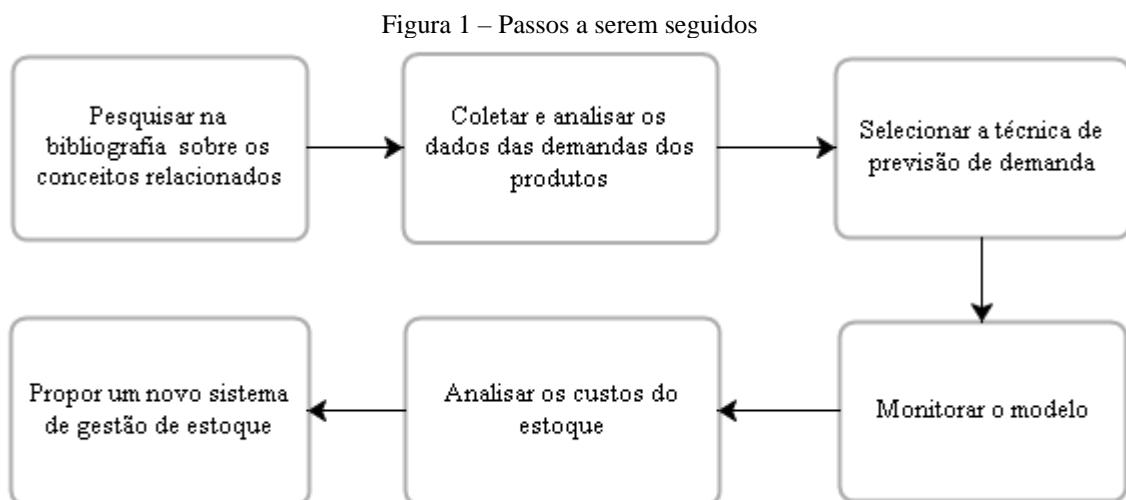 Figura 1 – Passos a serem seguidos
Pesquisar na
bibliografia sobre os
conceitos relacionados
Coletar e analisar os
dados das demandas dos
produtos
Selecionar a técnica de
previsão de demanda
Monitorar o modelo
Analisar os custos do
estoque
Propor um novo sistema
de gestão de estoque